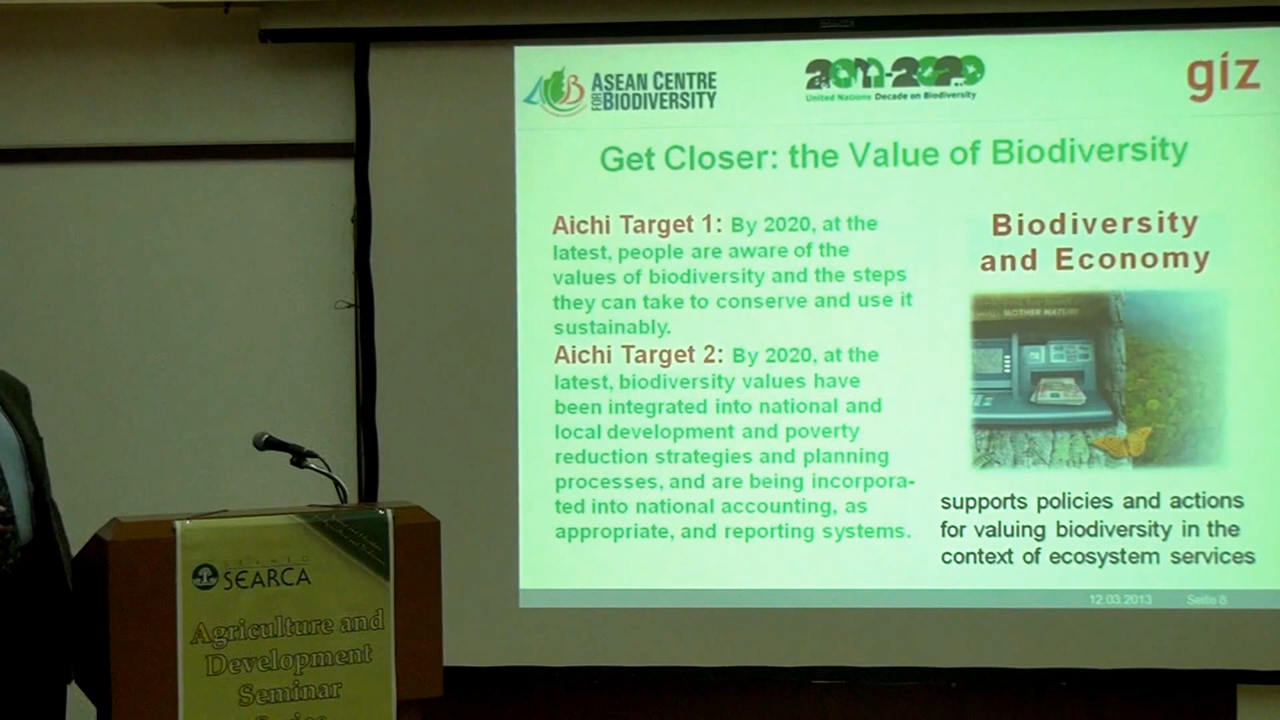 ASEAN CENTRE
FOR BIODIVERSITY
2011-2020
United Nations Decade on Biodiversity
giz
Get Closer: the Value of Biodiversity
Aichi Target 1: By 2020, at the
latest, people are aware of the
values of biodiversity and the steps
they can take to conserve and use it
sustainably.
Aichi Target 2: By 2020, at the
latest, biodiversity values have
been integrated into national and
local development and poverty
reduction strategies and planning
processes, and are being incorpora-
ted into national accounting, as
appropriate, and reporting systems.
Biodiversity
and Economy
MOTHER NATURE
supports policies and actions
for valuing biodiversity in the
context of ecosystem services
12.03.2013 Seite 8
SEARCA
Agriculture and
Development
Seminar